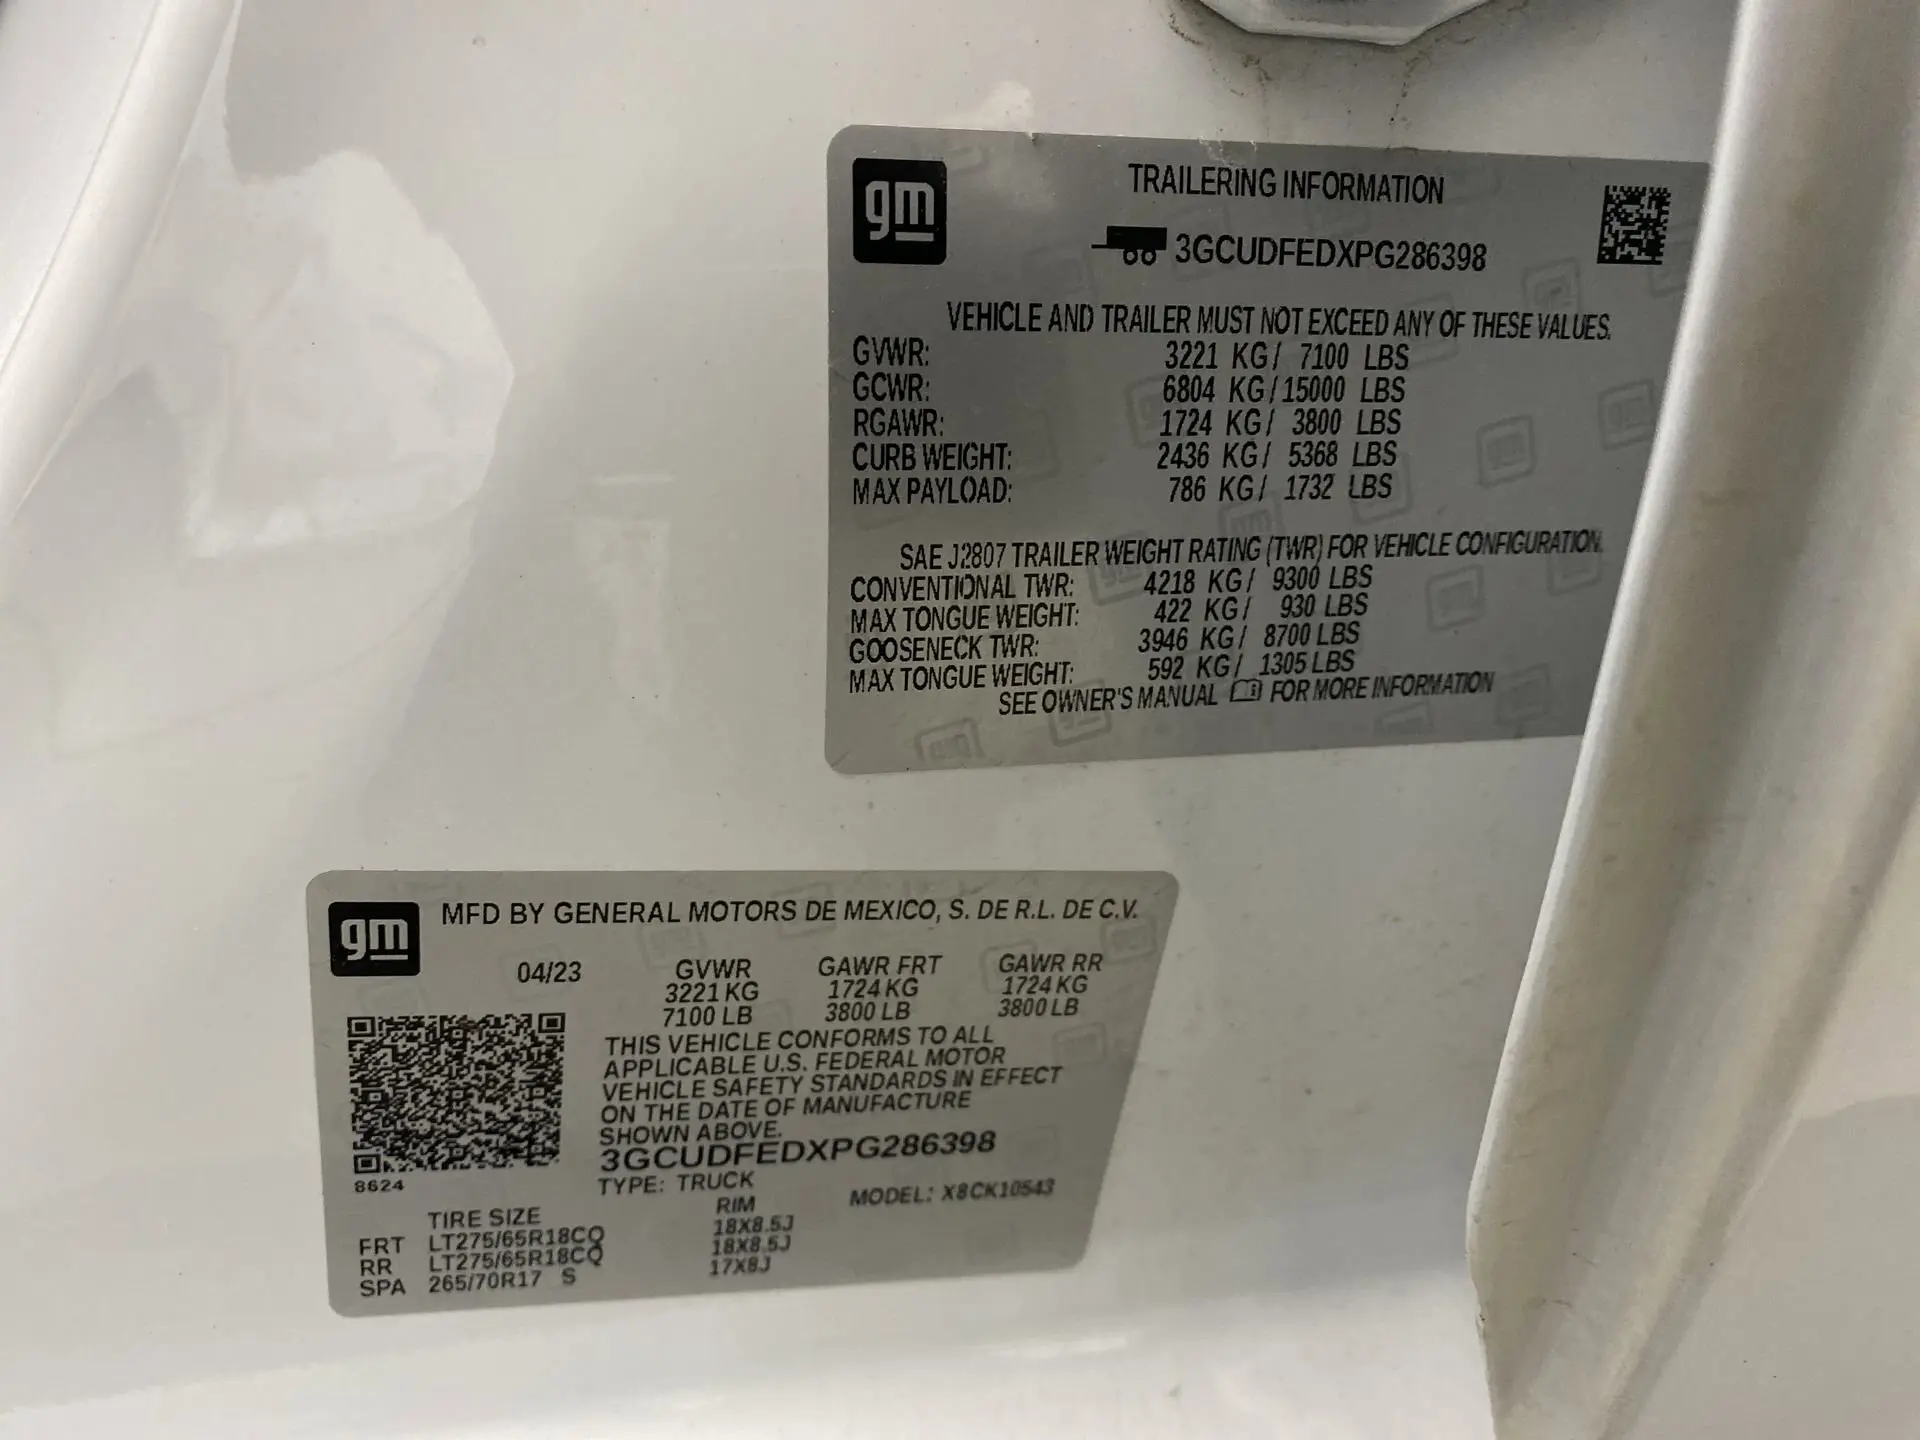 gm
TRAILERING INFORMATION
3GCUDFEDXPG286398
VEHICLE AND TRAILER MUST NOT EXCEED ANY OF THESE VALUES.
GVWR: 3221 KG/ 7100 LBS
GCWR: 6804 KG/15000 LBS
RGAWR: 1724 KG/ 3800 LBS
CURB WEIGHT: 2436 KG/ 5368 LBS
MAX PAYLOAD: 786 KG/ 1732 LBS
SAE J2807 TRAILER WEIGHT RATING (TWR) FOR VEHICLE CONFIGURATION.
CONVENTIONAL TWR: 4218 KG/ 9300 LBS
MAX TONGUE WEIGHT: 422 KG/ 930 LBS
GOOSENECK TWR: 3946 KG/ 8700 LBS
MAX TONGUE WEIGHT: 592 KG/ 1305 LBS
SEE OWNER'S MANUAL FOR MORE INFORMATION
gm
MFD BY GENERAL MOTORS DE MEXICO, S. DE R.L. DE C.V.
04/23 GVWR GAWR FRT GAWR RR
3221 KG 1724 KG 1724 KG
7100 LB 3800 LB 3800 LB
THIS VEHICLE CONFORMS TO ALL
APPLICABLE U.S. FEDERAL MOTOR
VEHICLE SAFETY STANDARDS IN EFFECT
ON THE DATE OF MANUFACTURE
SHOWN ABOVE.
3GCUDFEDXPG286398
8624
TYPE: TRUCK MODEL: X8CK10543
TIRE SIZE RIM
FRT LT275/65R18CQ 18X8.5J
RR LT275/65R18CQ 18X8.5J
SPA 265/70R17 S 17X8J